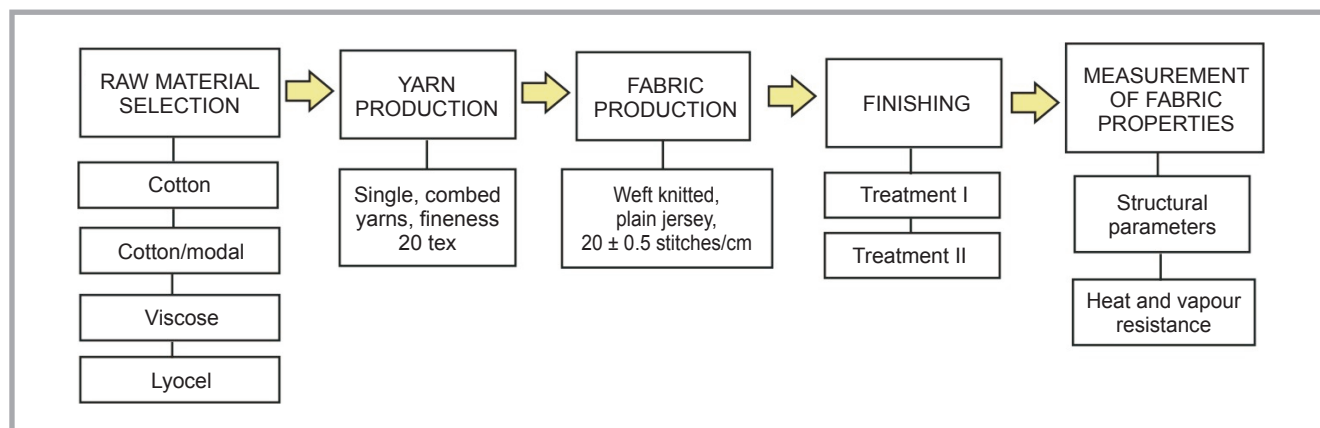 RAW MATERIAL
SELECTION
Cotton
Cotton/modal
Viscose
Lyocel
YARN
PRODUCTION
Single, combed
yarns, fineness
20 tex
FABRIC
PRODUCTION
Weft knitted,
plain jersey,
20 ± 0.5 stitches/cm
FINISHING
Treatment I
Treatment II
MEASUREMENT
OF FABRIC
PROPERTIES
Structural
parameters
Heat and vapour
resistance